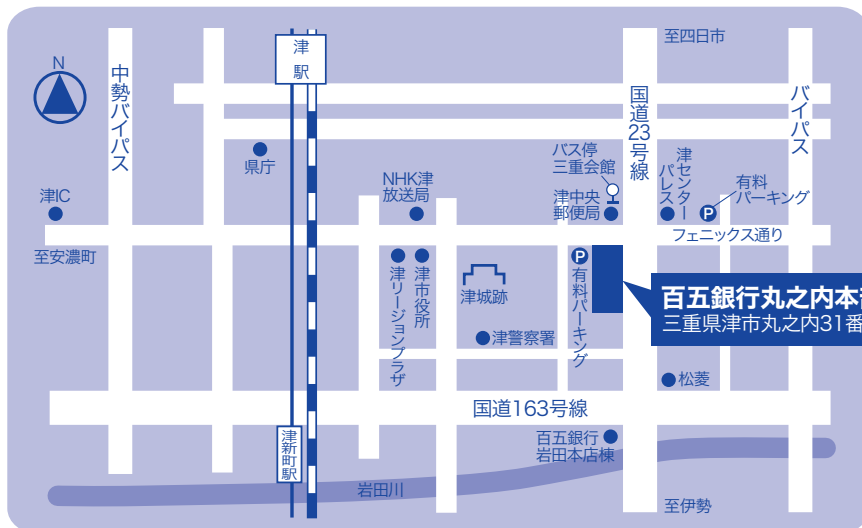 至四日市
津
駅
N
中勢バイパス
国道23号線
バイパス
バス停
三重会館
県庁
NHK津
放送局
津中央
郵便局
津センター
パレス
P
有料
パーキング
津IC
フェニックス通り
至安濃町
P
有料パーキング
津市役所
津リージョンプラザ
津城跡
百五銀行丸之内本
三重県津市丸之内31番
津警察署
松菱
国道163号線
津新町駅
百五銀行
岩田本店棟
岩田川
至伊勢